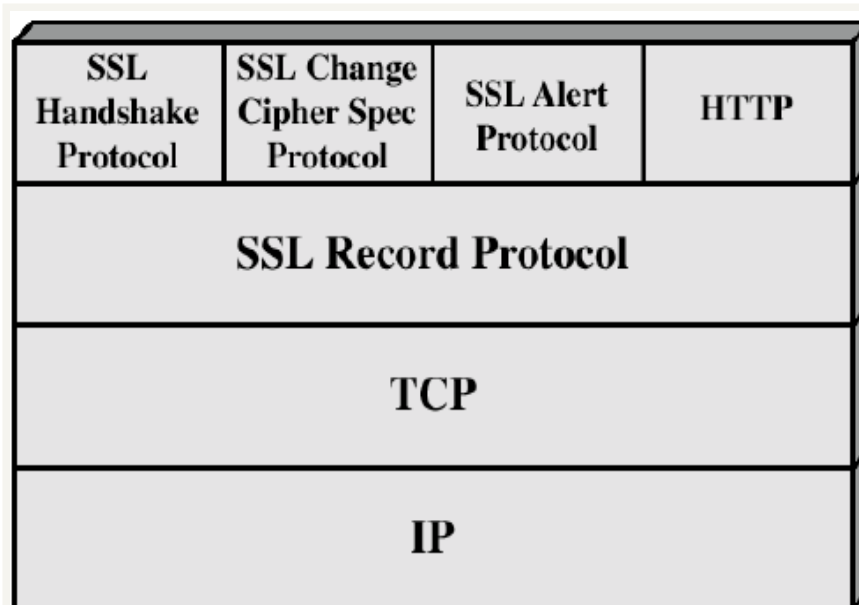 SSL
Handshake
Protocol
SSL Change
Cipher Spec
Protocol
SSL Alert
Protocol
HTTP
SSL Record Protocol
TCP
IP